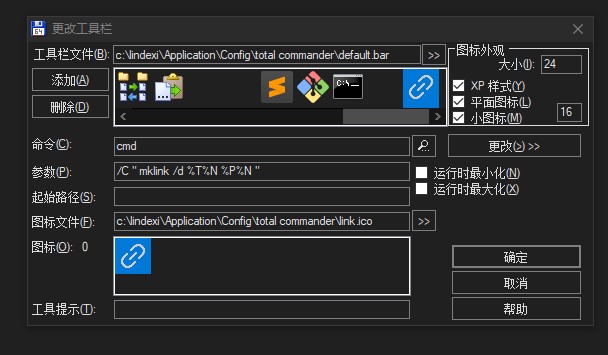 更改工具栏
工具栏文件(B): c:\lindexi\Application\Config\total commander\default.bar >>
图标外观
大小(I): 24
添加(A)
删除(D)
XP 样式(Y)
平面图标(L)
小图标(M) 16
命令(C): cmd
更改(>) >>
参数(P): /C " mklink /d %T%N %P%N "
运行时最小化(N)
起始路径(S):
运行时最大化(X)
图标文件(F): c:\lindexi\Application\Config\total commander\link.ico >>
图标(O): 0
确定
取消
工具提示(T):
帮助